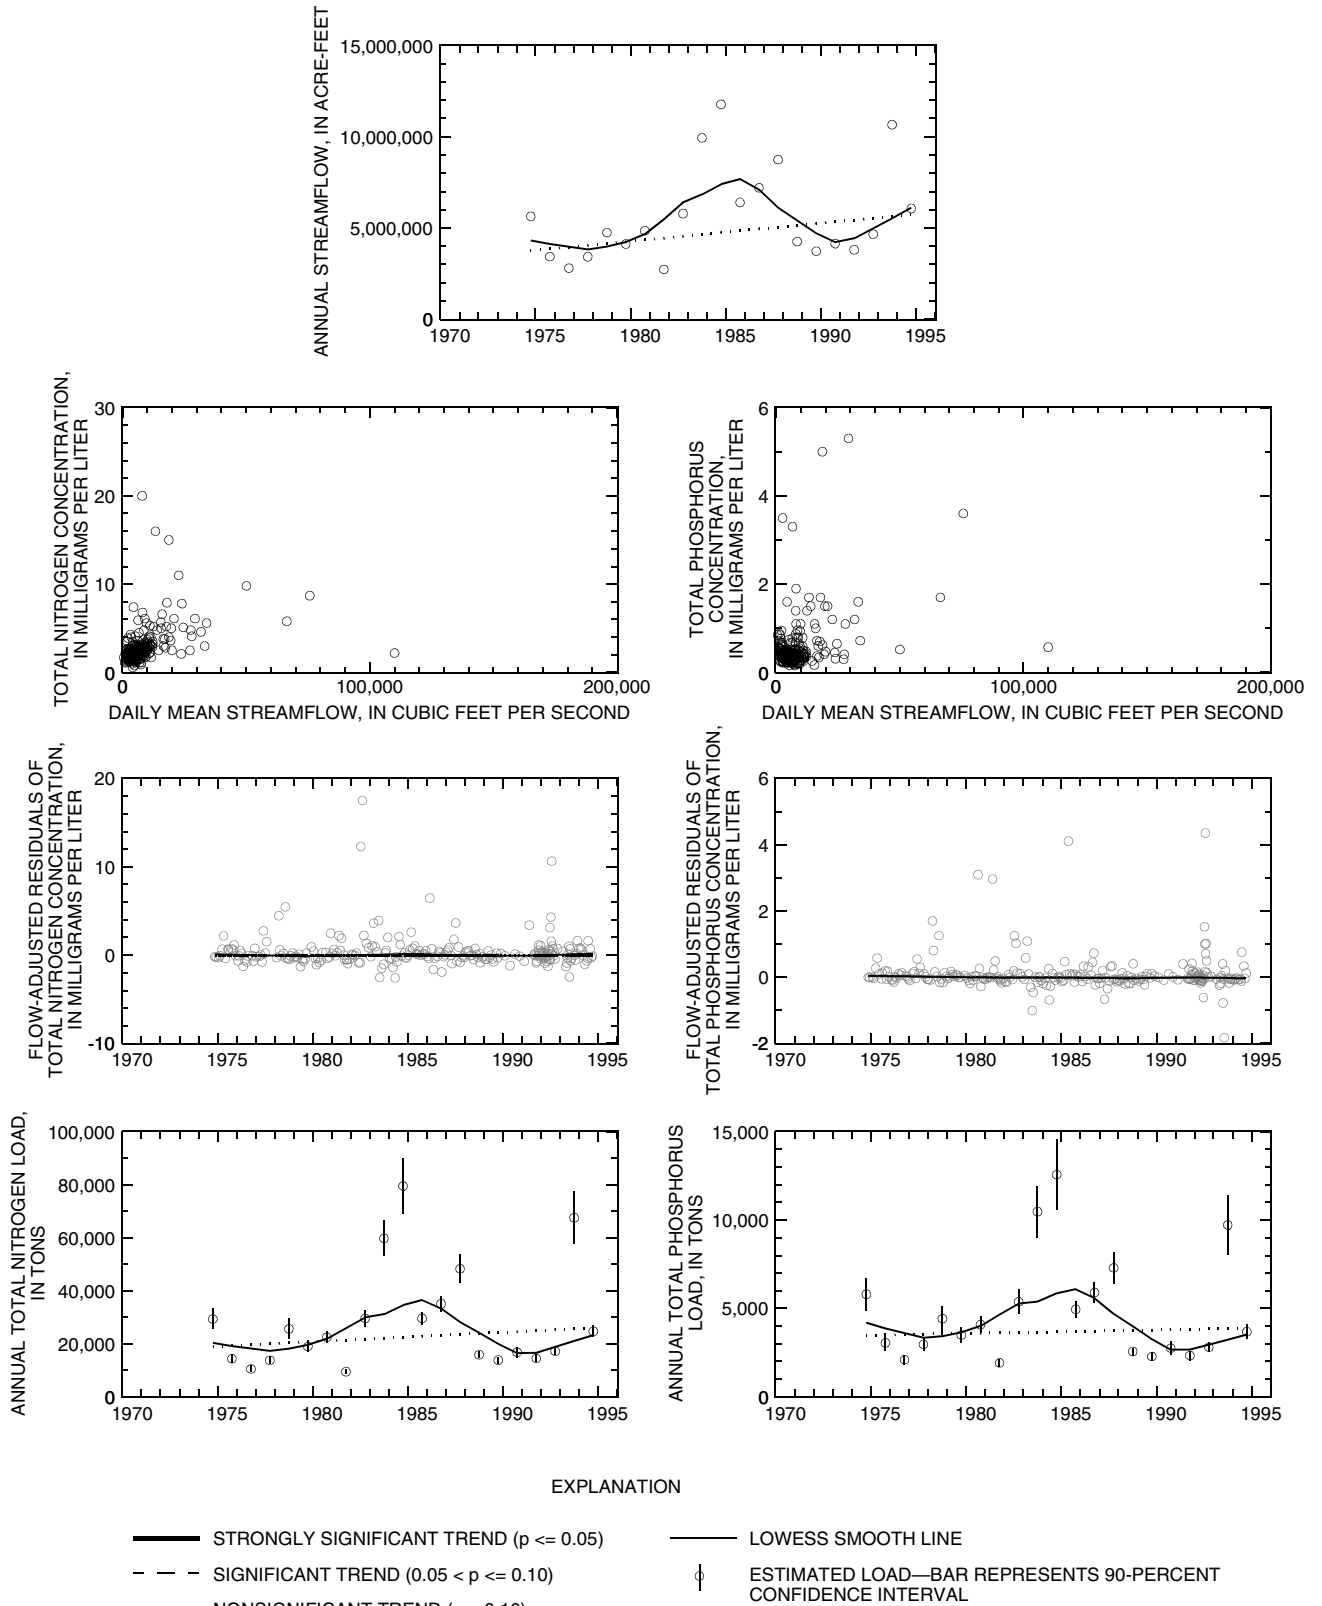 ANNUAL STREAMFLOW, IN ACRE-FEET
15,000,000
10,000,000
5,000,000
0
1970 1975 1980 1985 1990 1995
TOTAL NITROGEN CONCENTRATION,
IN MILLIGRAMS PER LITER
30
20
10
0
0 100,000 200,000
DAILY MEAN STREAMFLOW, IN CUBIC FEET PER SECOND
TOTAL PHOSPHORUS
CONCENTRATION,
IN MILLIGRAMS PER LITER
6
4
2
0
0 100,000 200,000
DAILY MEAN STREAMFLOW, IN CUBIC FEET PER SECOND
FLOW-ADJUSTED RESIDUALS OF
TOTAL NITROGEN CONCENTRATION,
IN MILLIGRAMS PER LITER
20
10
0
-10
1970 1975 1980 1985 1990 1995
FLOW-ADJUSTED RESIDUALS OF
TOTAL PHOSPHORUS CONCENTRATION,
IN MILLIGRAMS PER LITER
6
4
2
0
-2
1970 1975 1980 1985 1990 1995
ANNUAL TOTAL NITROGEN LOAD,
IN TONS
100,000
80,000
60,000
40,000
20,000
0
1970 1975 1980 1985 1990 1995
ANNUAL TOTAL PHOSPHORUS
LOAD, IN TONS
15,000
10,000
5,000
0
1970 1975 1980 1985 1990 1995
EXPLANATION
STRONGLY SIGNIFICANT TREND (p <= 0.05)
SIGNIFICANT TREND (0.05 < p <= 0.10)
NONSIGNIFICANT TREND
LOWESS SMOOTH LINE
ESTIMATED LOAD—BAR REPRESENTS 90-PERCENT
CONFIDENCE INTERVAL